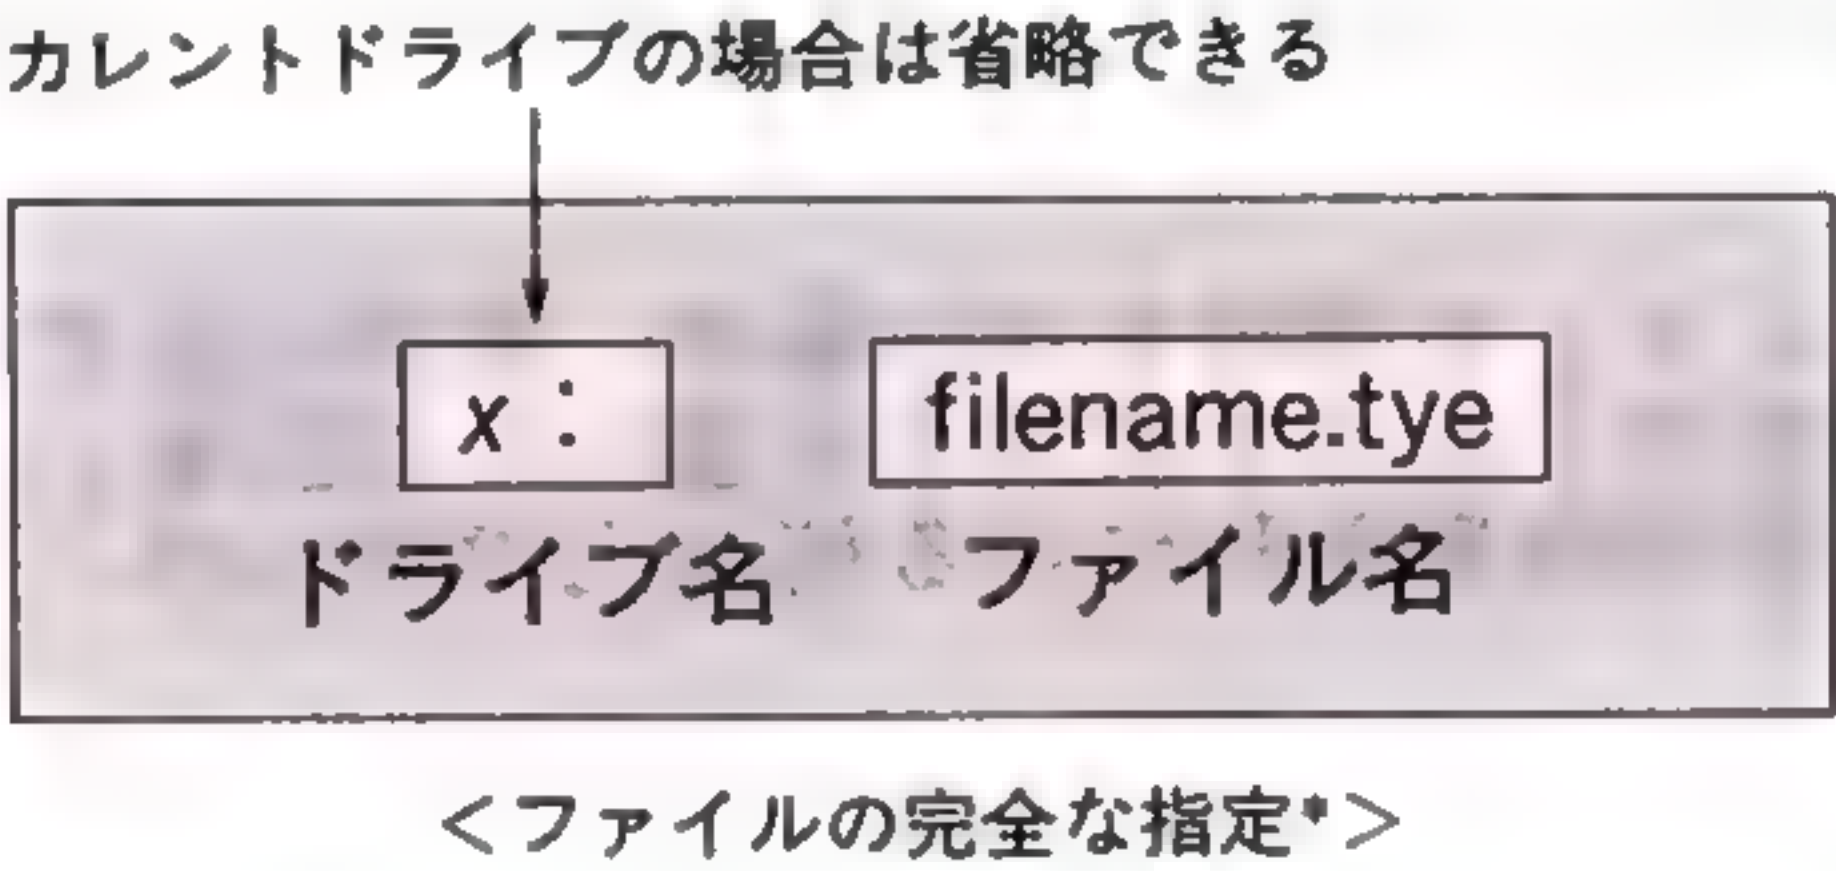 カレントドライブの場合は省略できる
x : filename.tye
ドライブ名 ファイル名
<ファイルの完全な指定*>